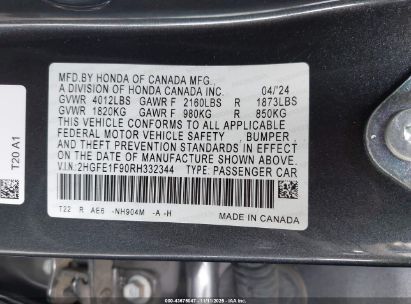 MFD.BY HONDA OF CANADA MFG.
A DIVISION OF HONDA CANADA INC. 04/'24
GVWR 4012LBS GAWR F 2160LBS R 1873LBS
GVWR 1820KG GAWR F 980KG R 850KG
THIS VEHICLE CONFORMS TO ALL APPLICABLE
FEDERAL MOTOR VEHICLE SAFETY, BUMPER
AND THEFT PREVENTION STANDARDS IN EFFECT
ON THE DATE OF MANUFACTURE SHOWN ABOVE.
V.I.N: 2HGFE1F90RH332344 TYPE: PASSENGER CAR
T22 R AE6 -NH904M -A -H
MADE IN CANADA
T20 A1